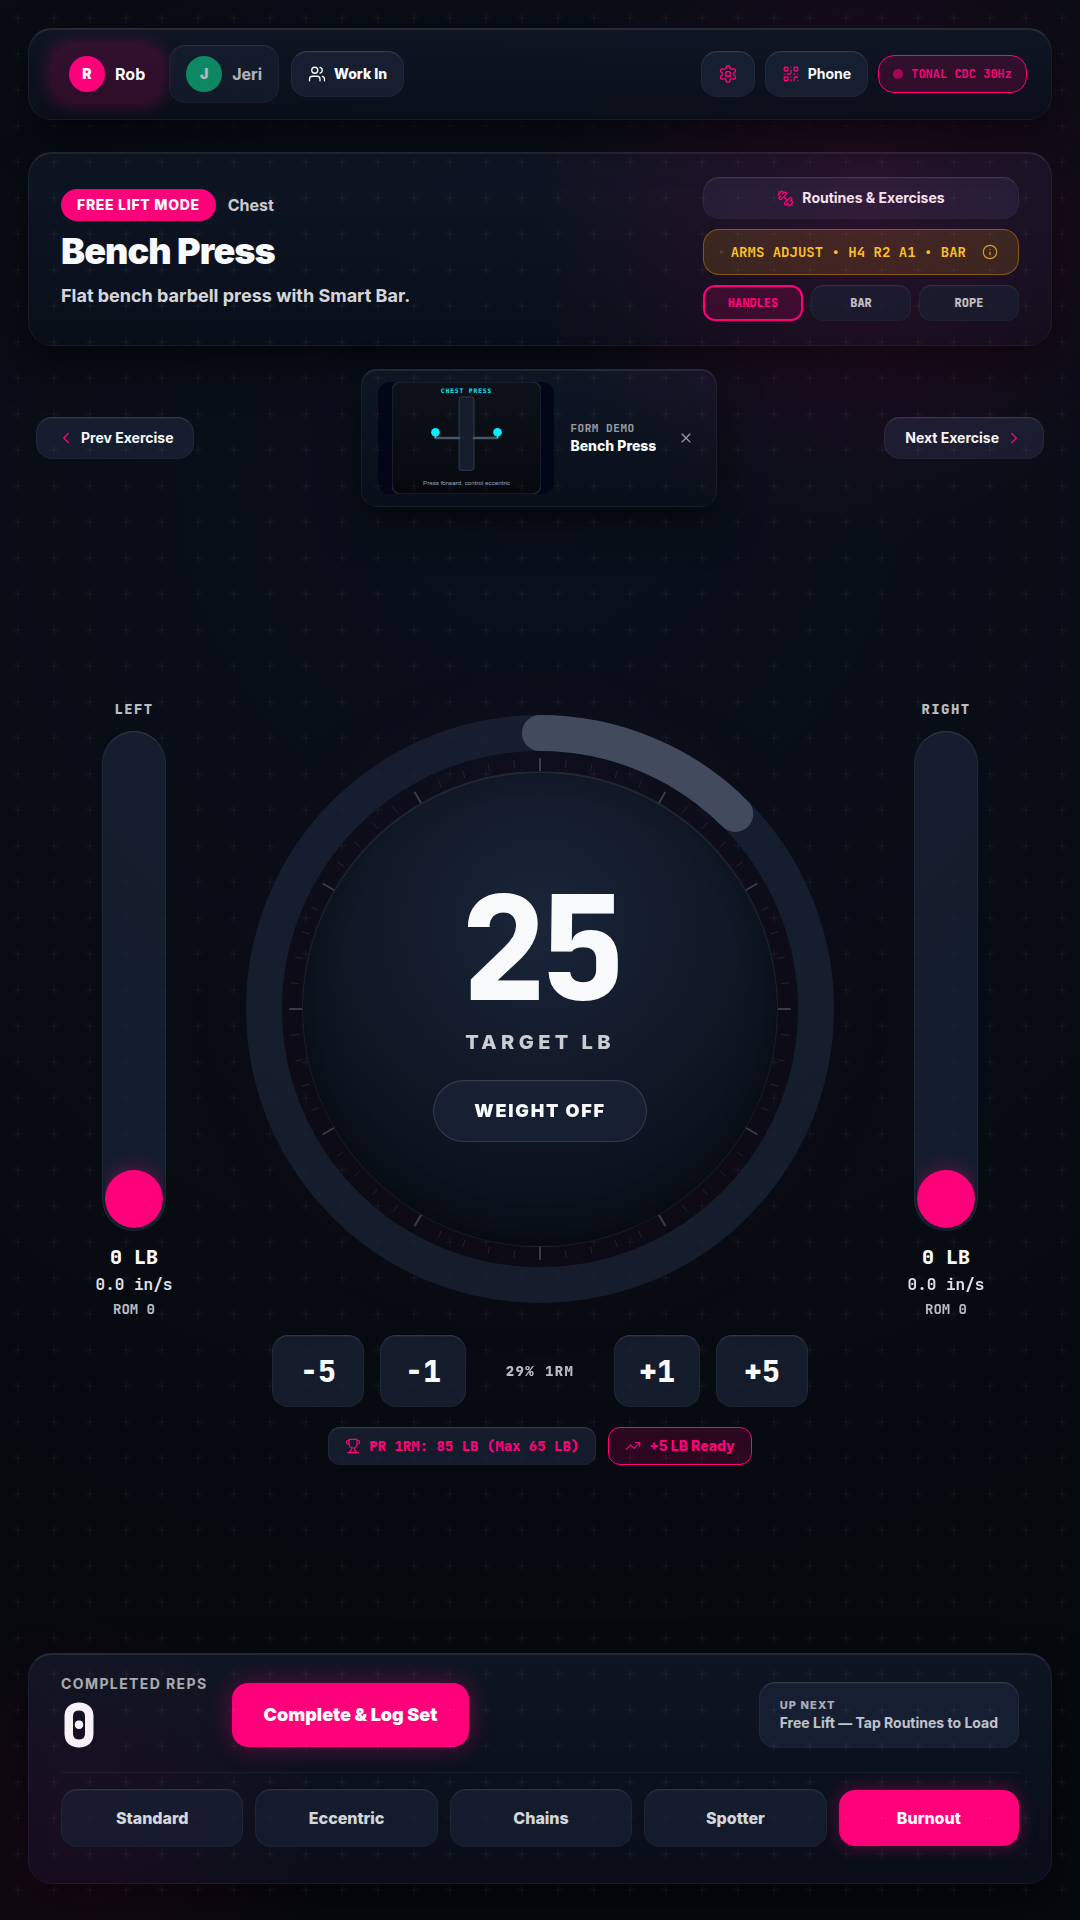 R Rob
J Jeri
Work In
Phone
TONAL CDC 30Hz
FREE LIFT MODE Chest
Bench Press
Flat bench barbell press with Smart Bar.
Routines & Exercises
ARMS ADJUST • H4 R2 A1 • BAR
HANDLES BAR ROPE
Prev Exercise
CHEST PRESS
Press forward, control eccentric
FORM DEMO
Bench Press
Next Exercise
LEFT
RIGHT
25
TARGET LB
WEIGHT OFF
0 LB
0.0 in/s
ROM 0
0 LB
0.0 in/s
ROM 0
-5 -1 29% 1RM +1 +5
PR 1RM: 85 LB (Max 65 LB)
+5 LB Ready
COMPLETED REPS
0
Complete & Log Set
UP NEXT
Free Lift — Tap Routines to Load
Standard Eccentric Chains Spotter Burnout